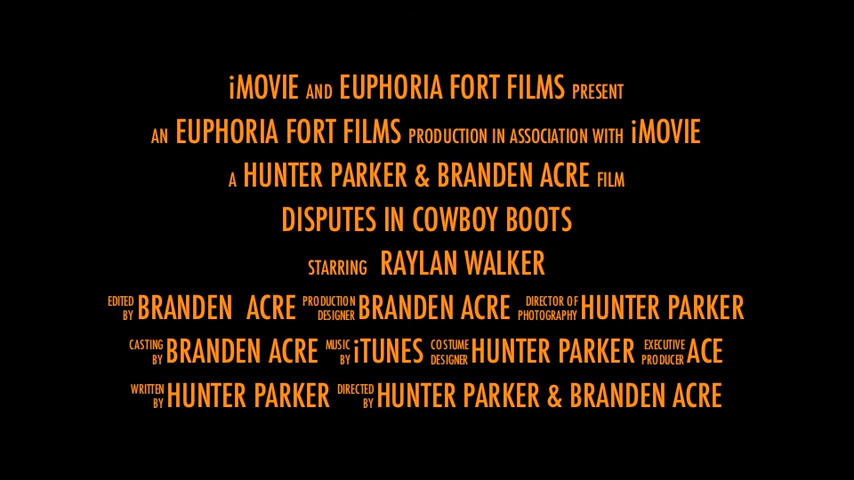 iMOVIE AND EUPHORIA FORT FILMS PRESENT
AN EUPHORIA FORT FILMS PRODUCTION IN ASSOCIATION WITH iMOVIE
A HUNTER PARKER & BRANDEN ACRE FILM
DISPUTES IN COWBOY BOOTS
STARRING RAYLAN WALKER
EDITED BY BRANDEN ACRE PRODUCTION DESIGNER BRANDEN ACRE DIRECTOR OF PHOTOGRAPHY HUNTER PARKER
CASTING BY BRANDEN ACRE MUSIC BY iTUNES COSTUME DESIGNER HUNTER PARKER EXECUTIVE PRODUCER ACE
WRITTEN BY HUNTER PARKER DIRECTED BY HUNTER PARKER & BRANDEN ACRE